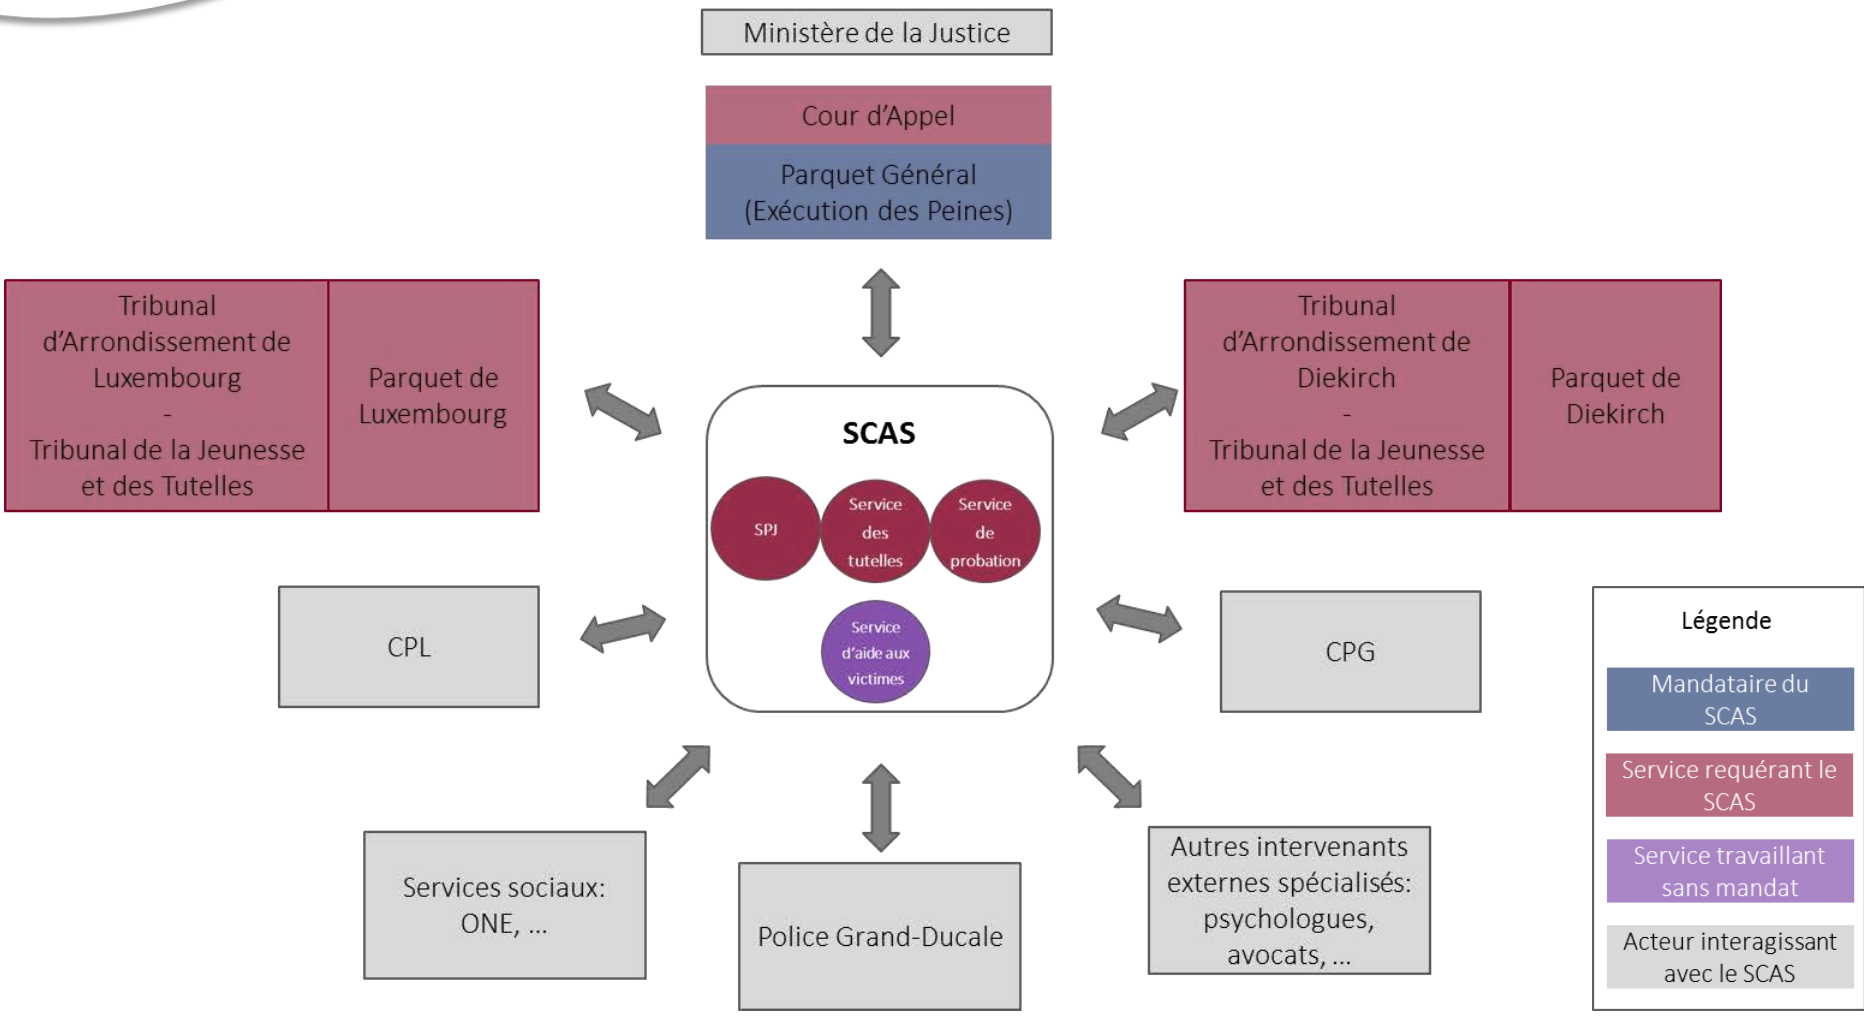 Ministère de la Justice
Cour d'Appel
Parquet Général
(Exécution des Peines)
Tribunal
d'Arrondissement de
Luxembourg
-
Tribunal de la Jeunesse
et des Tutelles
Parquet de
Luxembourg
Tribunal
d'Arrondissement de
Diekirch
-
Tribunal de la Jeunesse
et des Tutelles
Parquet de
Diekirch
SCAS
SPJ
Service
des
tutelles
Service
de
probation
Service
d'aide aux
victimes
CPL
CPG
Services sociaux:
ONE, ...
Police Grand-Ducale
Autres intervenants
externes spécialisés:
psychologues,
avocats, ...
Légende
Mandataire du
SCAS
Service requérant le
SCAS
Service travaillant
sans mandat
Acteur interagissant
avec le SCAS